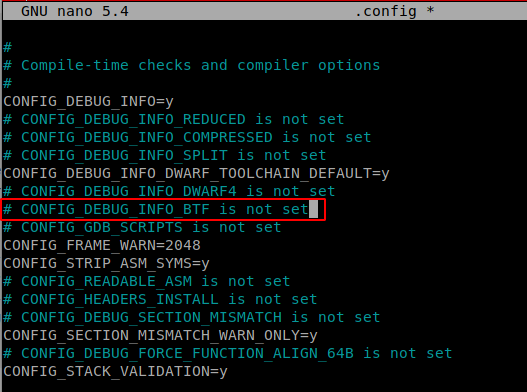 GNU nano 5.4 .config *
#
# Compile-time checks and compiler options
#
CONFIG_DEBUG_INFO=y
# CONFIG_DEBUG_INFO_REDUCED is not set
# CONFIG_DEBUG_INFO_COMPRESSED is not set
# CONFIG_DEBUG_INFO_SPLIT is not set
CONFIG_DEBUG_INFO_DWARF_TOOLCHAIN_DEFAULT=y
# CONFIG_DEBUG_INFO_DWARF4 is not set
# CONFIG_DEBUG_INFO_BTF is not set
# CONFIG_GDB_SCRIPTS is not set
CONFIG_FRAME_WARN=2048
CONFIG_STRIP_ASM_SYMS=y
# CONFIG_READABLE_ASM is not set
# CONFIG_HEADERS_INSTALL is not set
# CONFIG_DEBUG_SECTION_MISMATCH is not set
CONFIG_SECTION_MISMATCH_WARN_ONLY=y
# CONFIG_DEBUG_FORCE_FUNCTION_ALIGN_64B is not set
CONFIG_STACK_VALIDATION=y